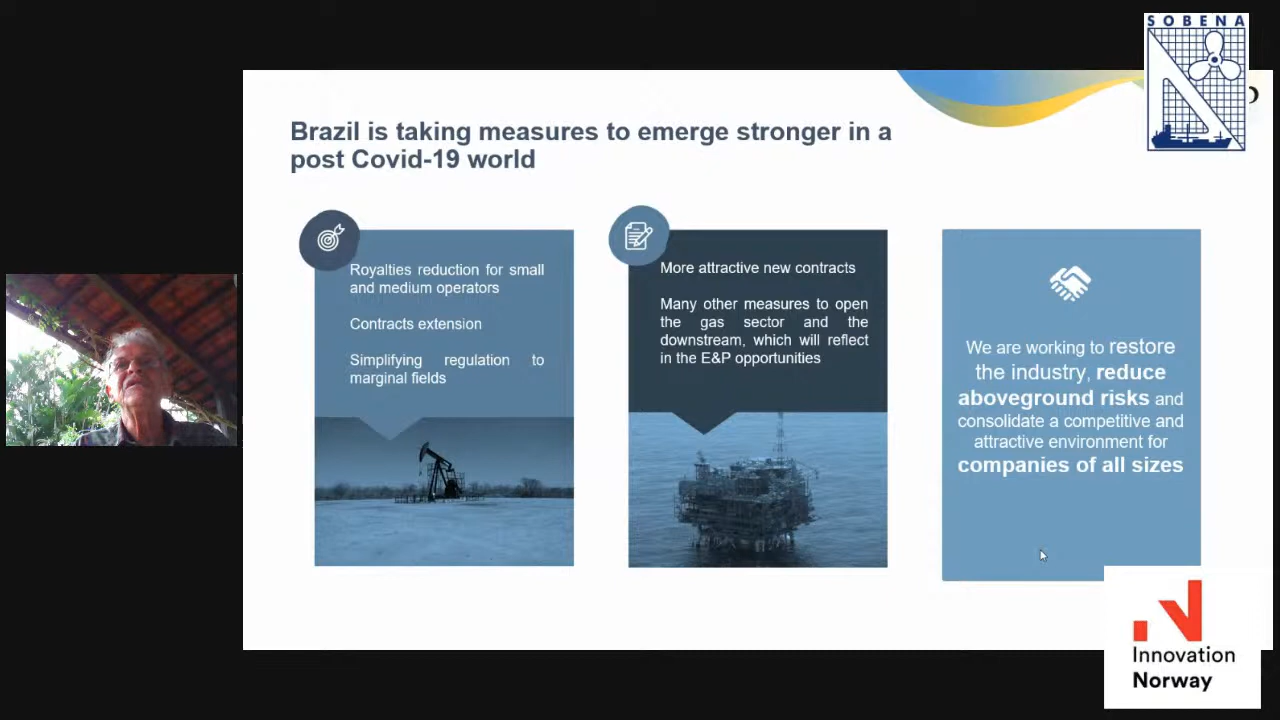 SOBENA
Brazil is taking measures to emerge stronger in a
post Covid-19 world
Royalties reduction for small
and medium operators
Contracts extension
Simplifying regulation to
marginal fields
More attractive new contracts
Many other measures to open
the gas sector and the
downstream, which will reflect
in the E&P opportunities
We are working to restore
the industry, reduce
aboveground risks and
consolidate a competitive and
attractive environment for
companies of all sizes
Innovation
Norway